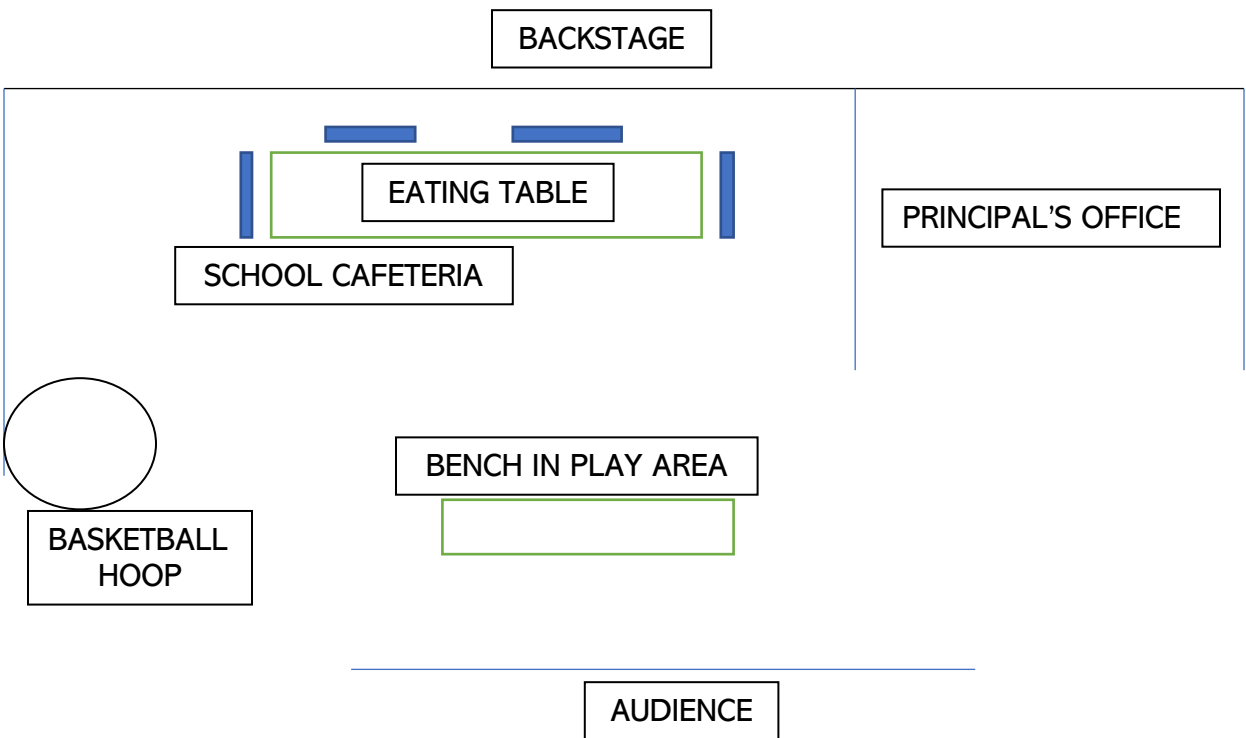 BACKSTAGE
EATING TABLE
PRINCIPAL'S OFFICE
SCHOOL CAFETERIA
BENCH IN PLAY AREA
BASKETBALL
HOOP
AUDIENCE